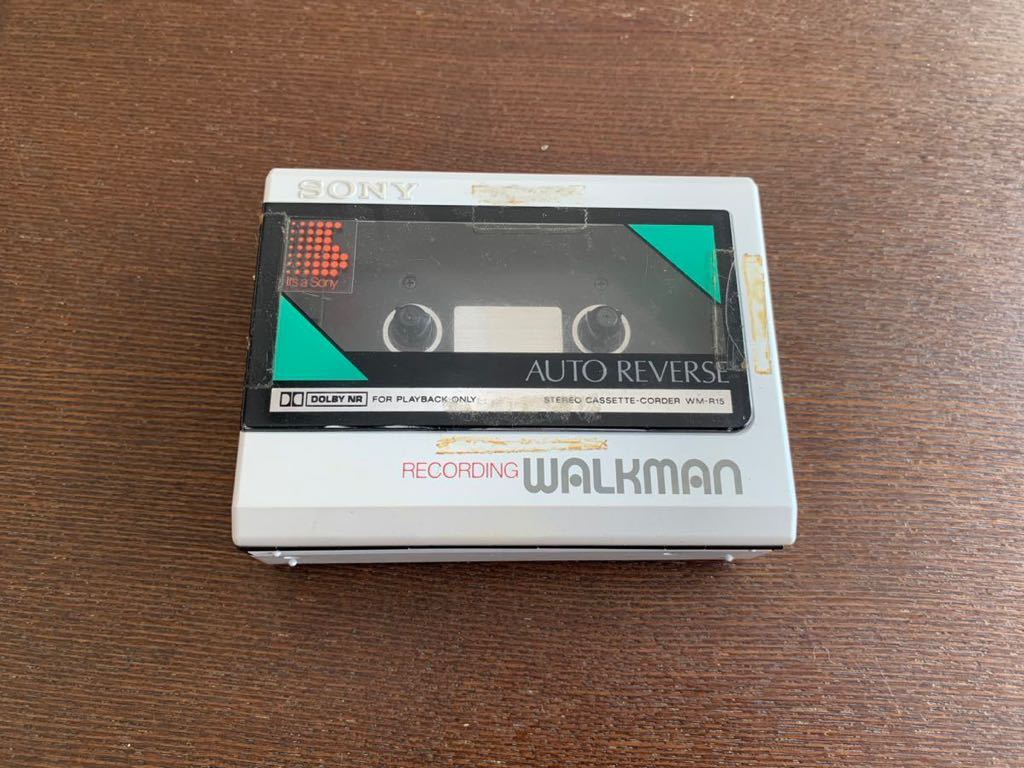 SONY
It's a Sony
AUTO REVERSE
DOLBY NR FOR PLAYBACK ONLY STEREO CASSETTE-CORDER WM-R15
RECORDING WALKMAN